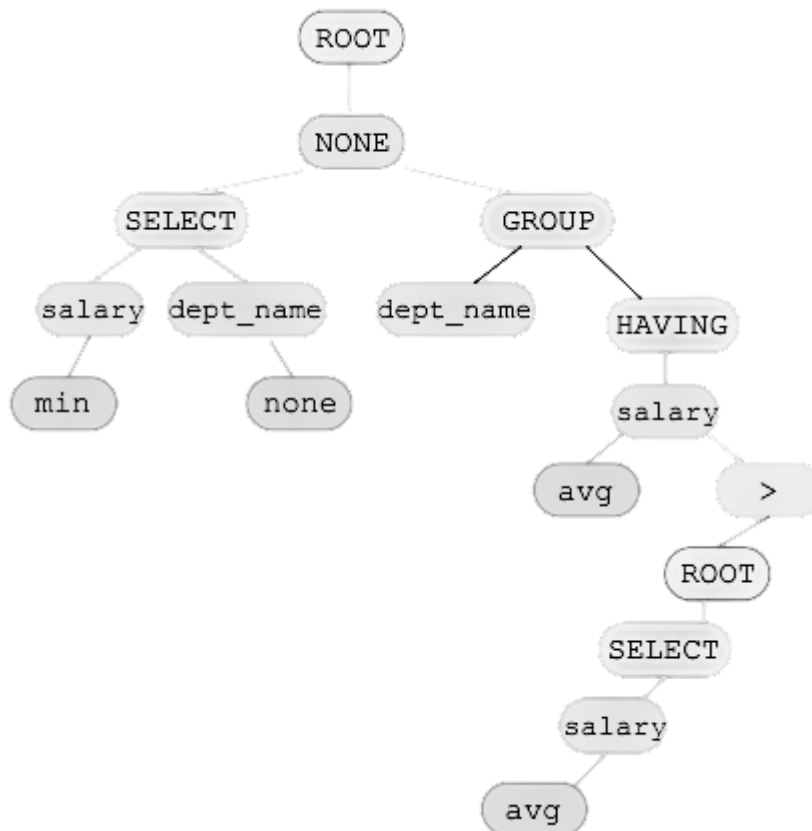 ROOT
NONE
SELECT
GROUP
salary
dept_name
dept_name
HAVING
min
none
salary
avg
>
ROOT
SELECT
salary
avg